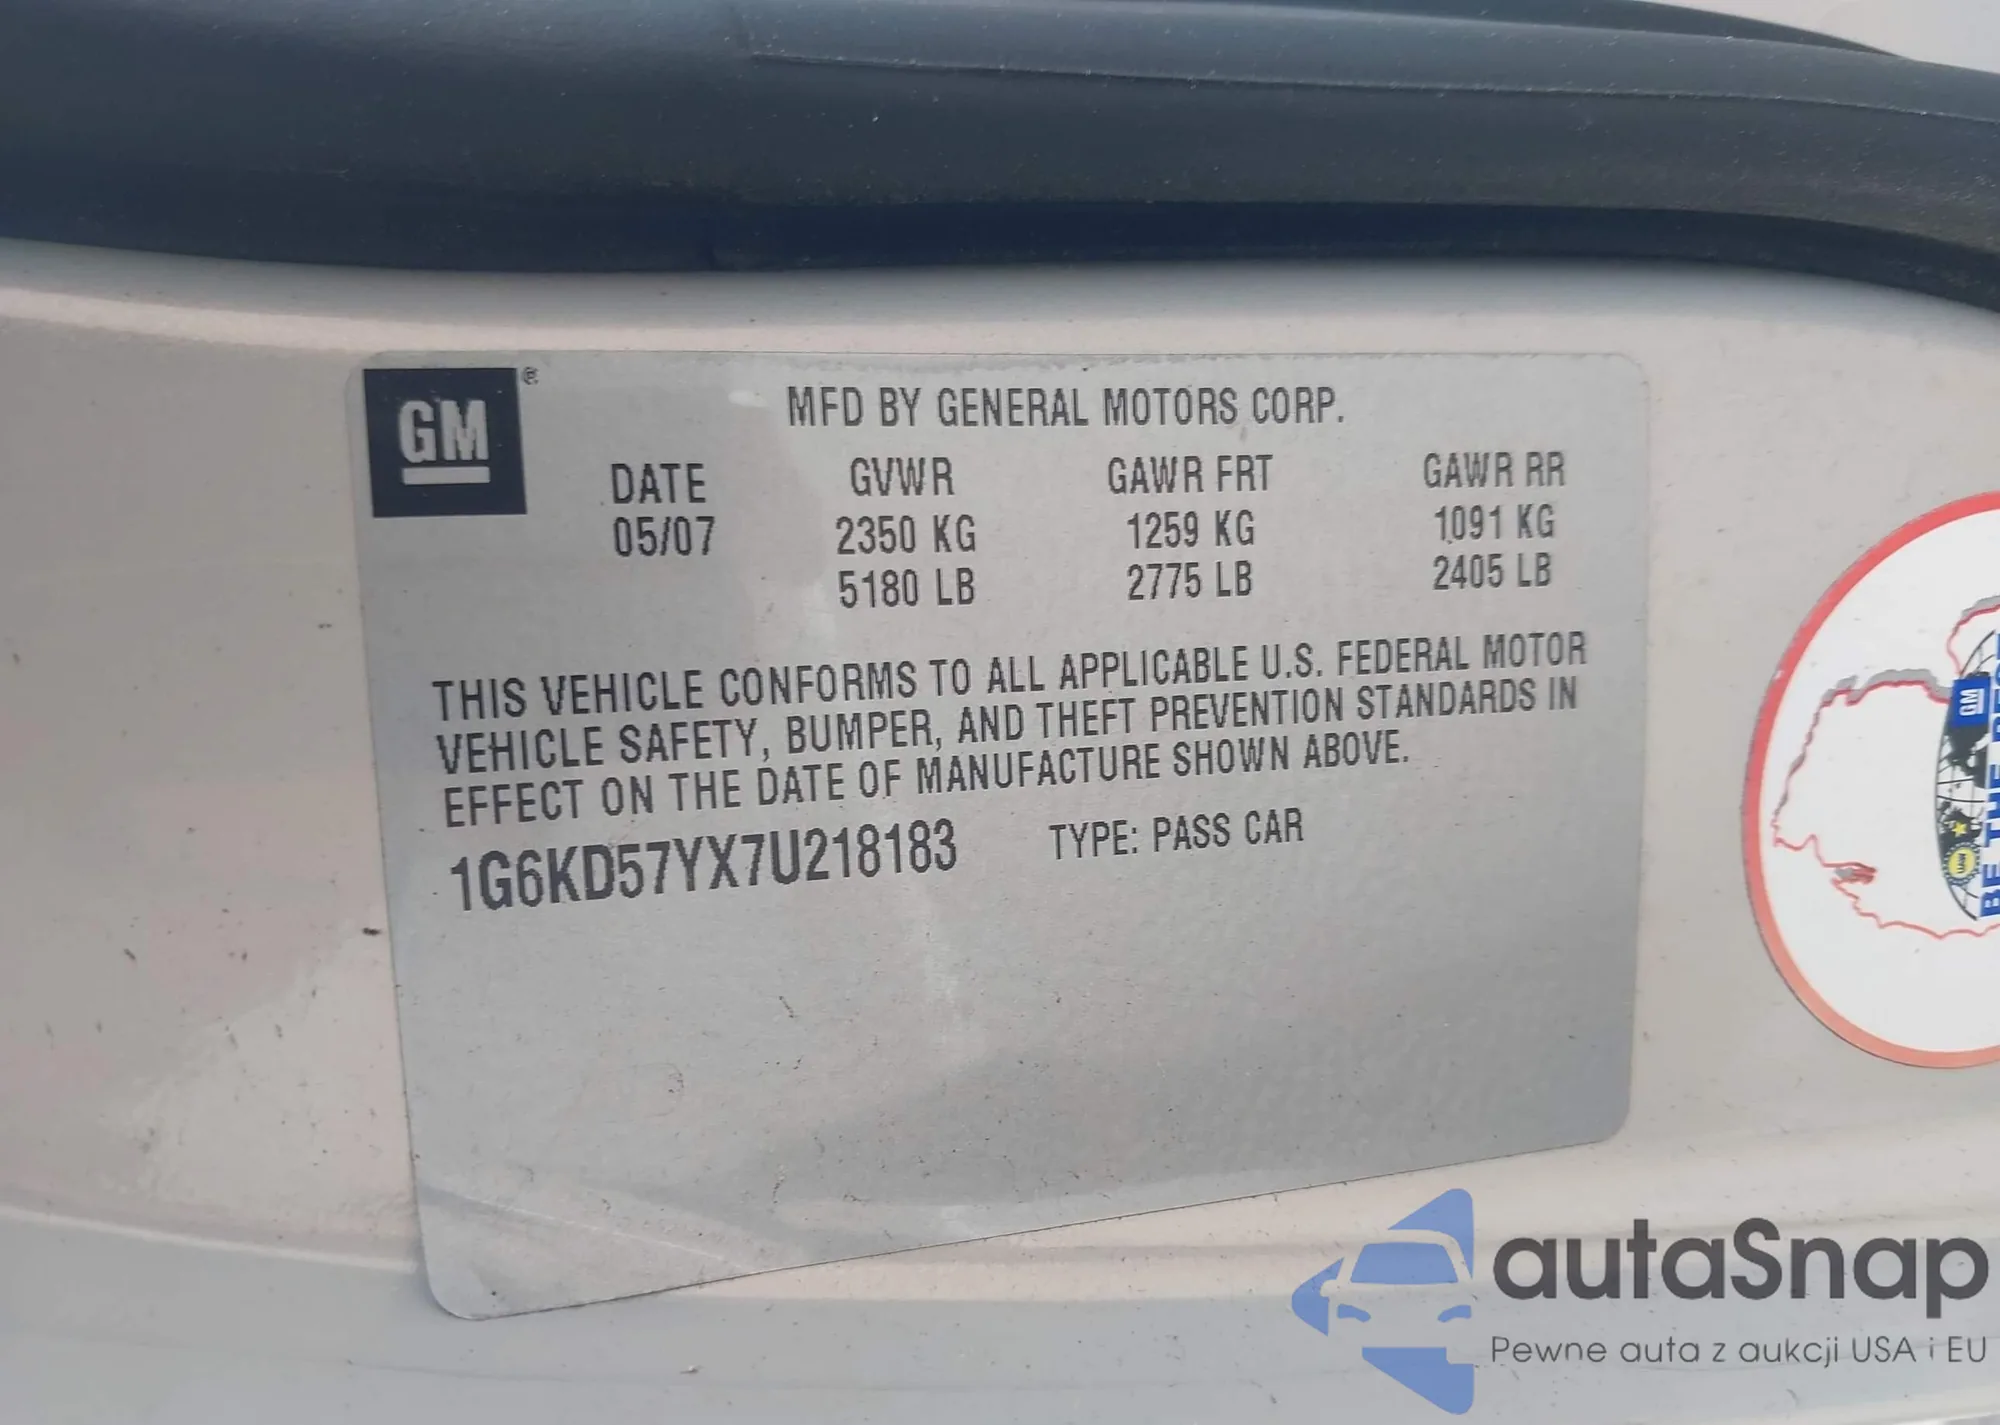 GM®
MFD BY GENERAL MOTORS CORP.
DATE GVWR GAWR FRT GAWR RR
05/07 2350 KG 1259 KG 1091 KG
5180 LB 2775 LB 2405 LB
THIS VEHICLE CONFORMS TO ALL APPLICABLE U.S. FEDERAL MOTOR
VEHICLE SAFETY, BUMPER, AND THEFT PREVENTION STANDARDS IN
EFFECT ON THE DATE OF MANUFACTURE SHOWN ABOVE.
1G6KD57YX7U218183 TYPE: PASS CAR
GM
BE THE
autaSnap
Pewne auta z aukcji USA i EU